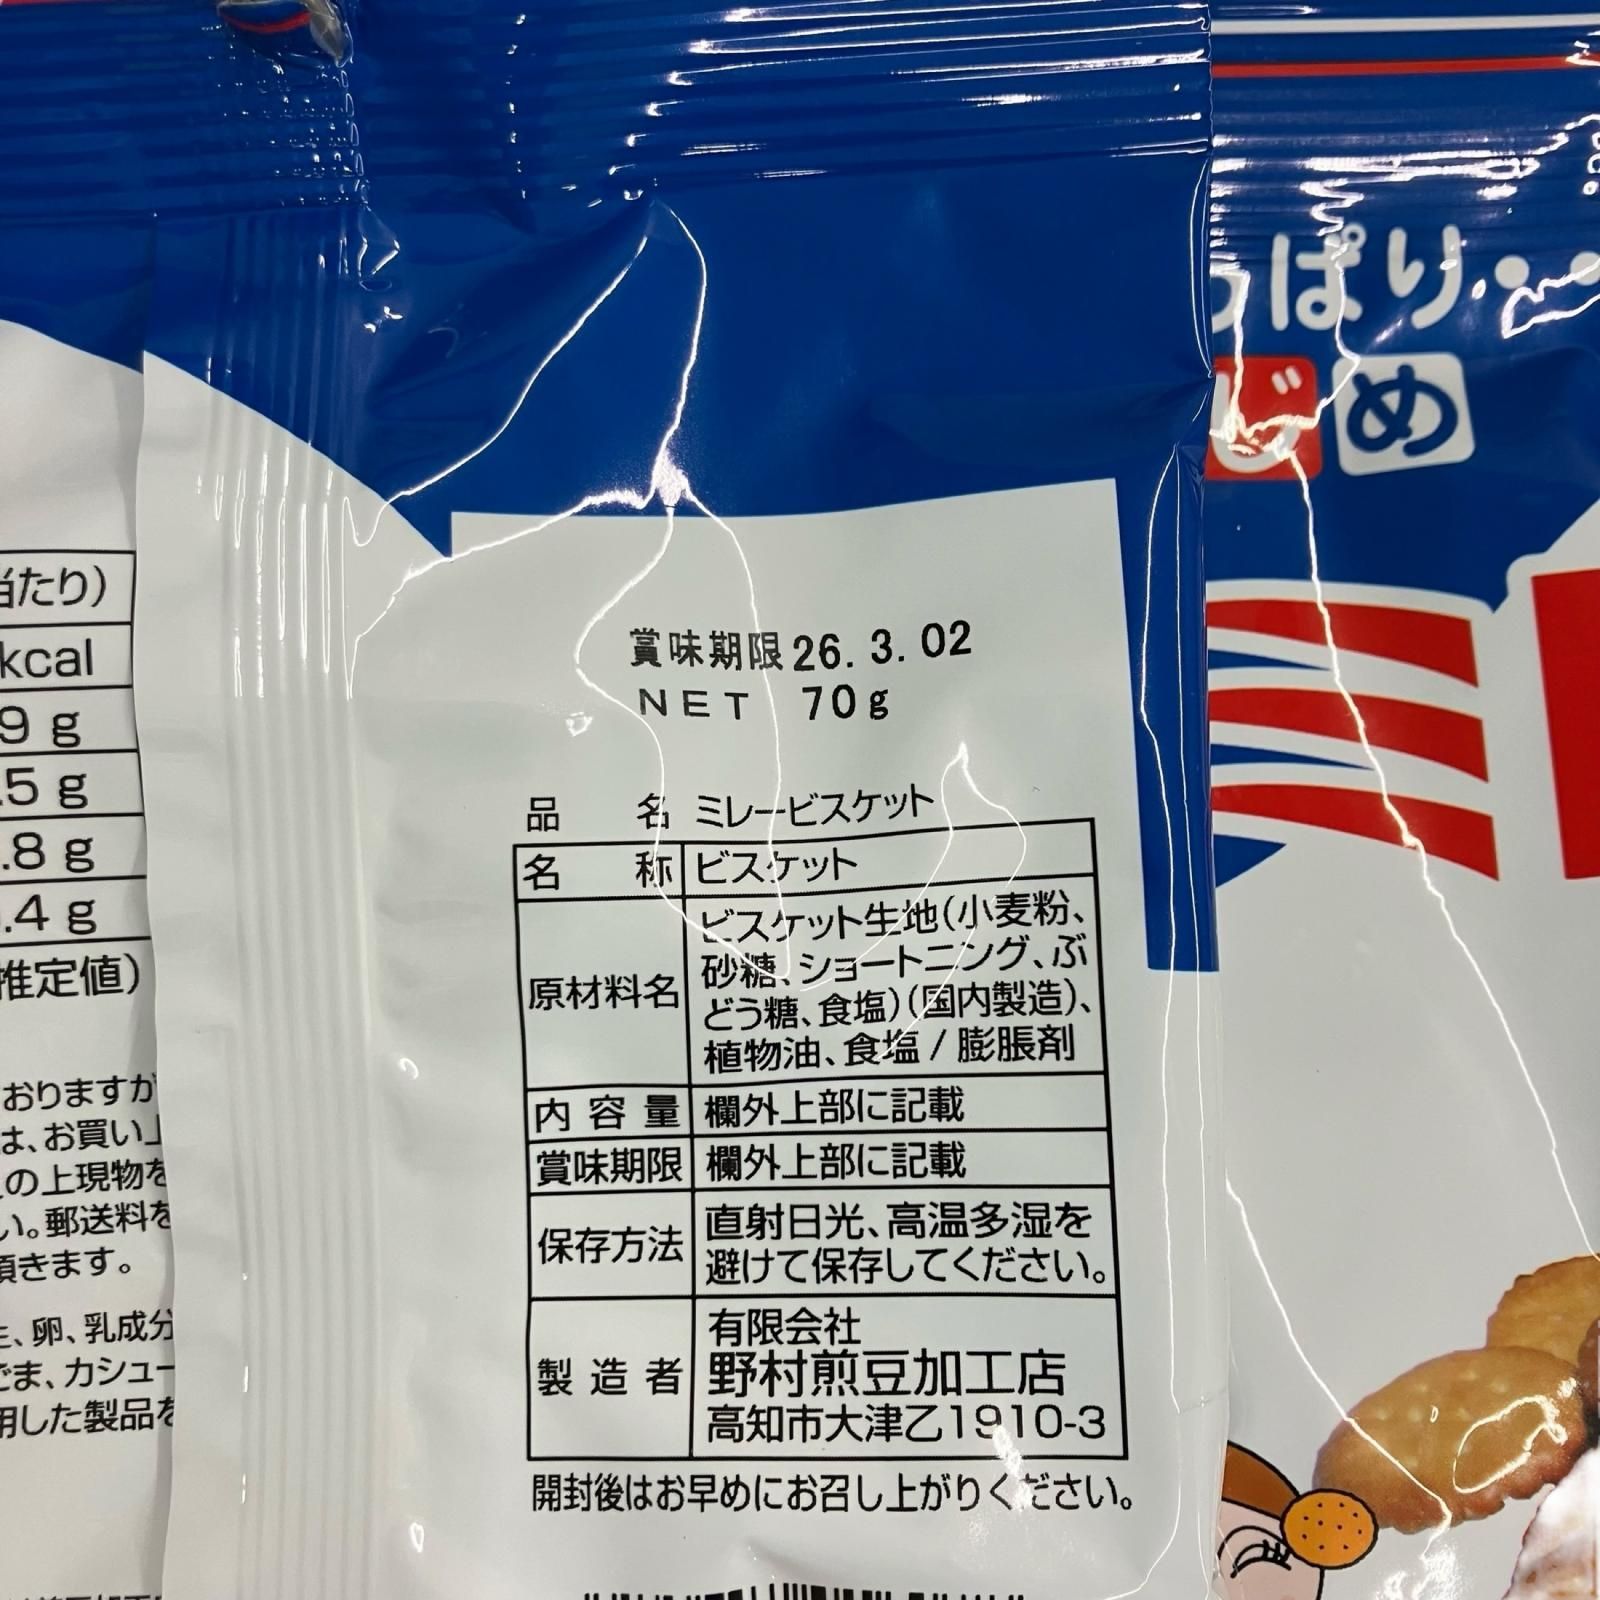 っぱり・・
じめ
賞味期限26.3.02
NET 70g
品 名 ミレービスケット
名 称 ビスケット
原材料名 ビスケット生地(小麦粉、
砂糖、ショートニング、ぶ
どう糖、食塩)(国内製造)、
植物油、食塩/膨脹剤
内容量 欄外上部に記載
賞味期限 欄外上部に記載
保存方法 直射日光、高温多湿を
避けて保存してください。
製造者 有限会社
野村煎豆加工店
高知市大津乙1910-3
開封後はお早めにお召し上がりください。
当たり)
kcal
9 g
.5 g
.8 g
.4 g
推定値)
おりますが
は、お買い上
の上現物を
い。郵送料を
頂きます。
、卵、乳成分
ごま、カシュー
用した製品を